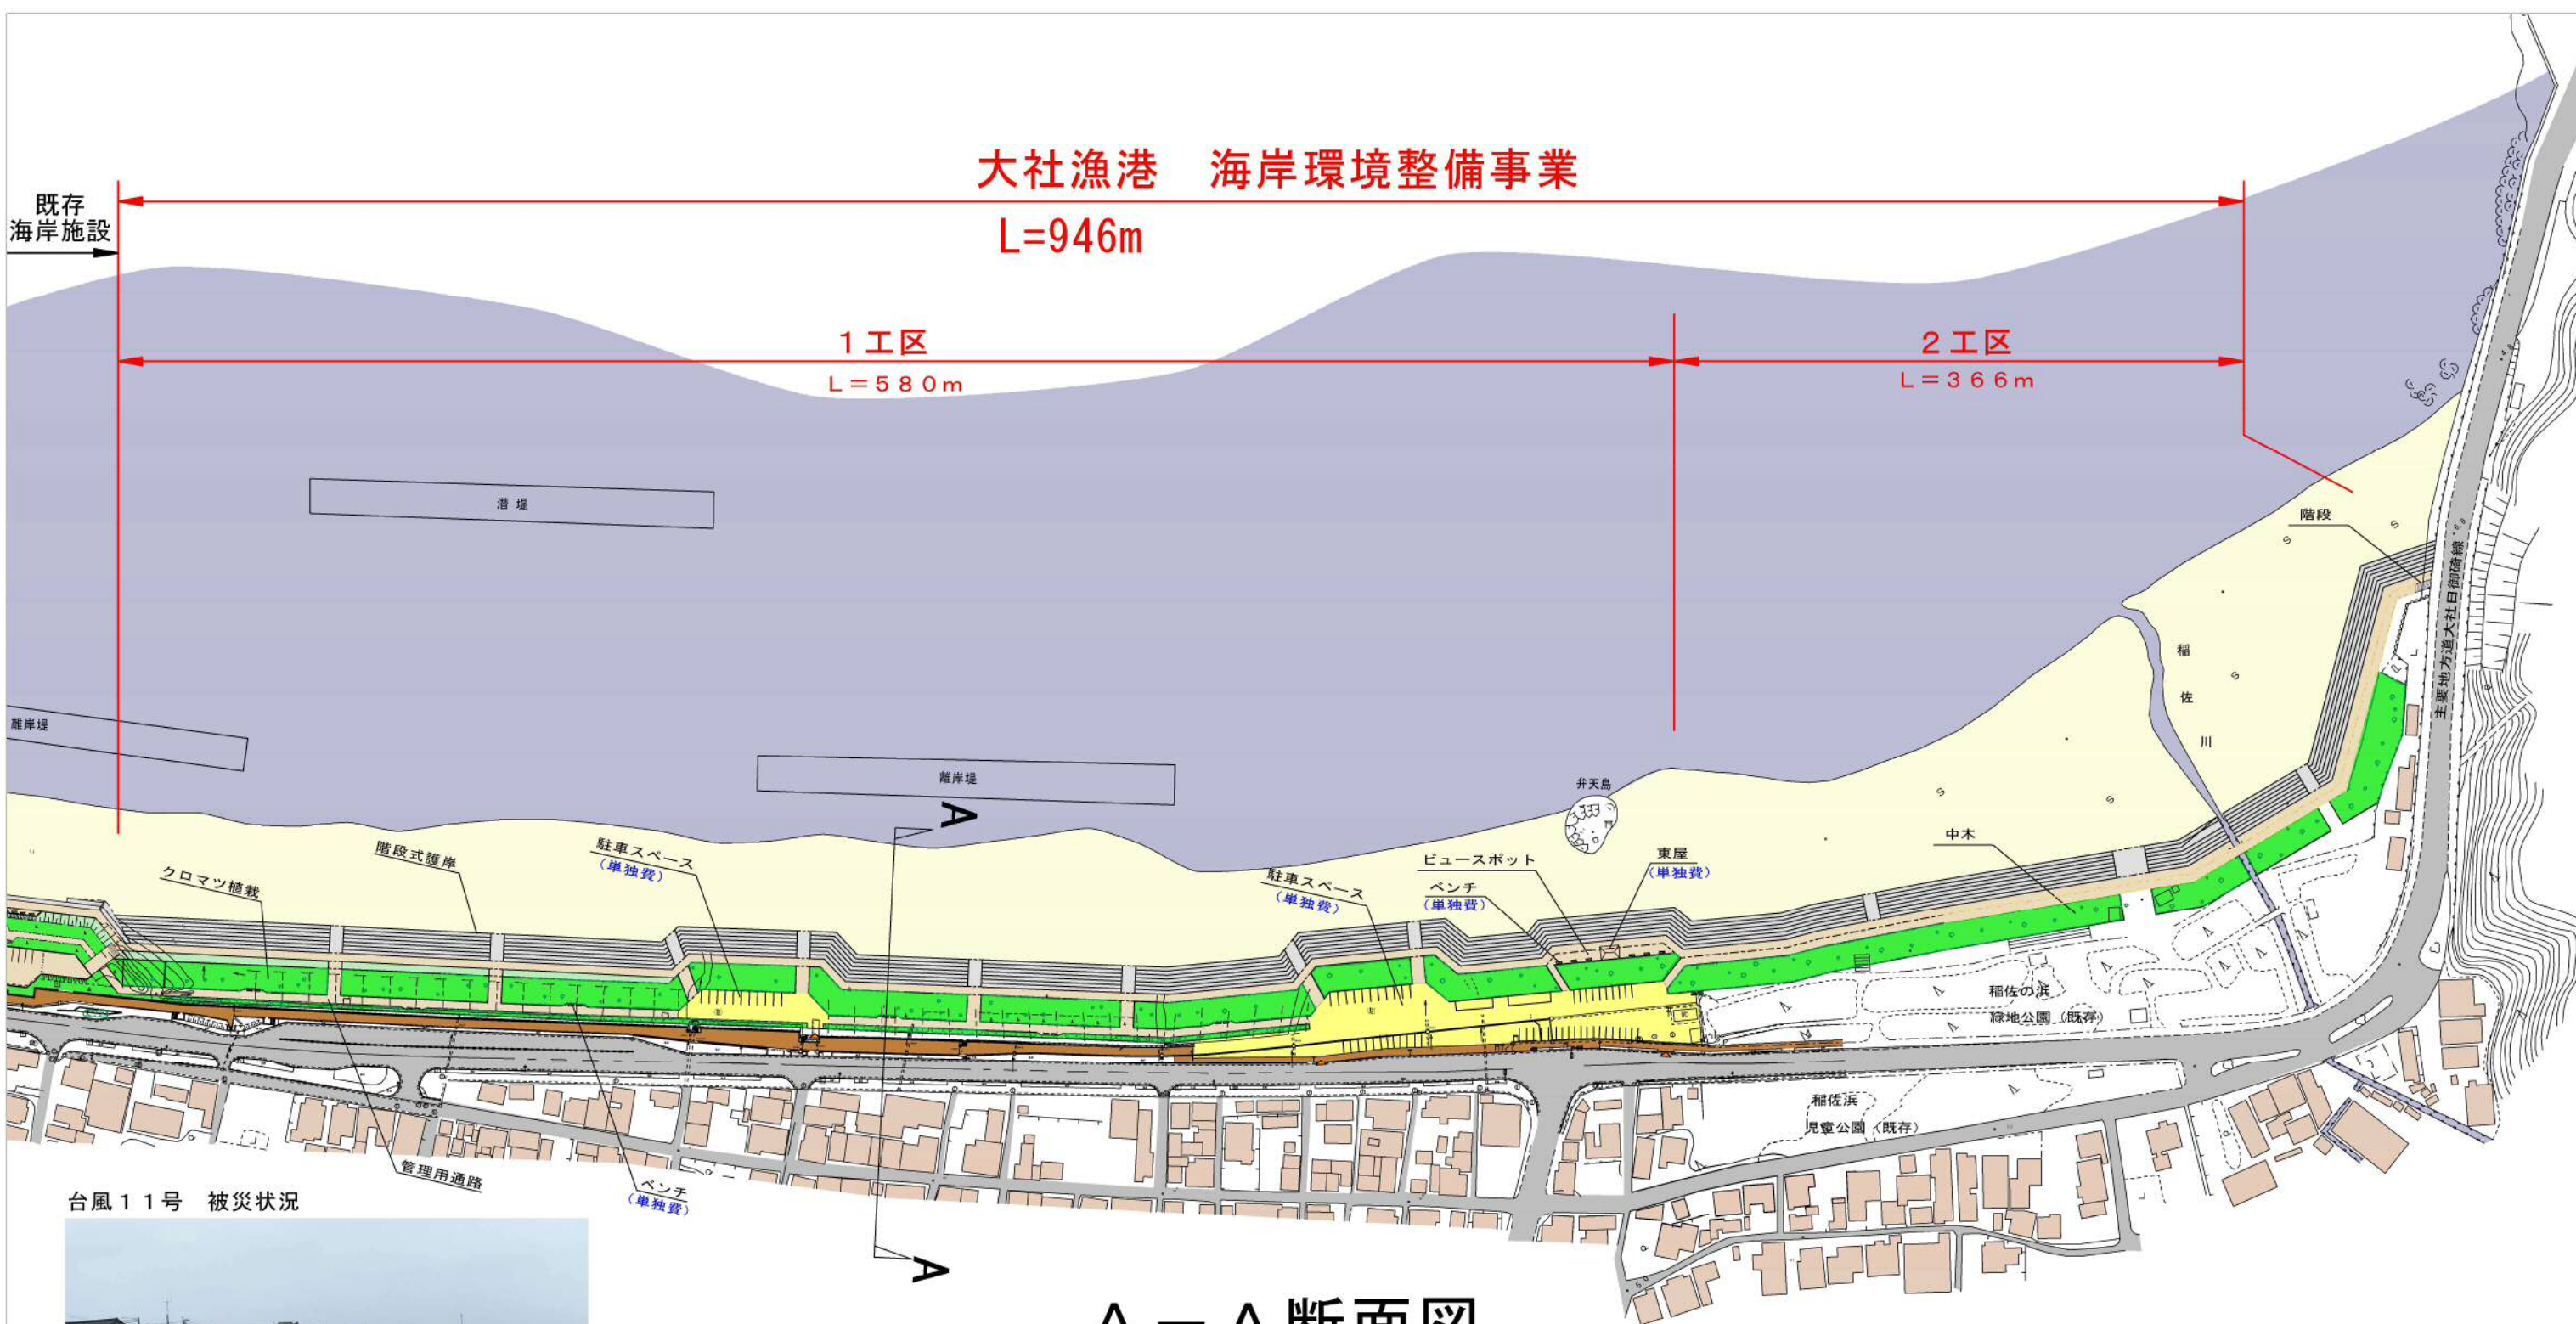 大社漁港　海岸環境整備事業
L=946m
既存
海岸施設
1工区
L=580m
2工区
L=366m
潜堤
離岸堤
離岸堤
弁天島
階段
主要地方道大社日御碕線
稲佐川
クロマツ植栽
階段式護岸
駐車スペース
(単独費)
A
駐車スペース
(単独費)
ビュースポット
ベンチ
(単独費)
東屋
(単独費)
中木
稲佐の浜
緑地公園(既存)
稲佐浜
児童公園(既存)
管理用通路
ベンチ
(単独費)
A
台風11号　被災状況
A－A断面図